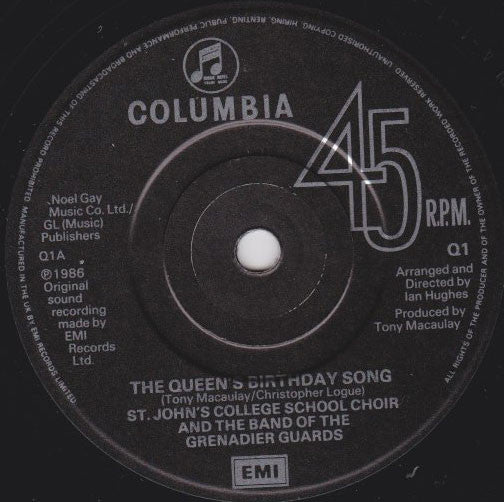 ALL RIGHTS OF THE PRODUCER AND OF THE OWNER OF THE RECORDED WORK RESERVED UNAUTHORISED COPYING, HIRING, RENTING, PUBLIC PERFORMANCE AND BROADCASTING OF THIS RECORD PROHIBITED MANUFACTURED IN THE UK BY EMI RECORDS LIMITED
COLUMBIA
45
R.P.M.
Noel Gay
Music Co. Ltd./
GL (Music)
Publishers
Q1A
℗1986
Original
sound
recording
made by
EMI
Records
Ltd.
Q1
Arranged and
Directed by
Ian Hughes
Produced by
Tony Macaulay
THE QUEEN'S BIRTHDAY SONG
(Tony Macaulay/Christopher Logue)
ST. JOHN'S COLLEGE SCHOOL CHOIR
AND THE BAND OF THE
GRENADIER GUARDS
EMI